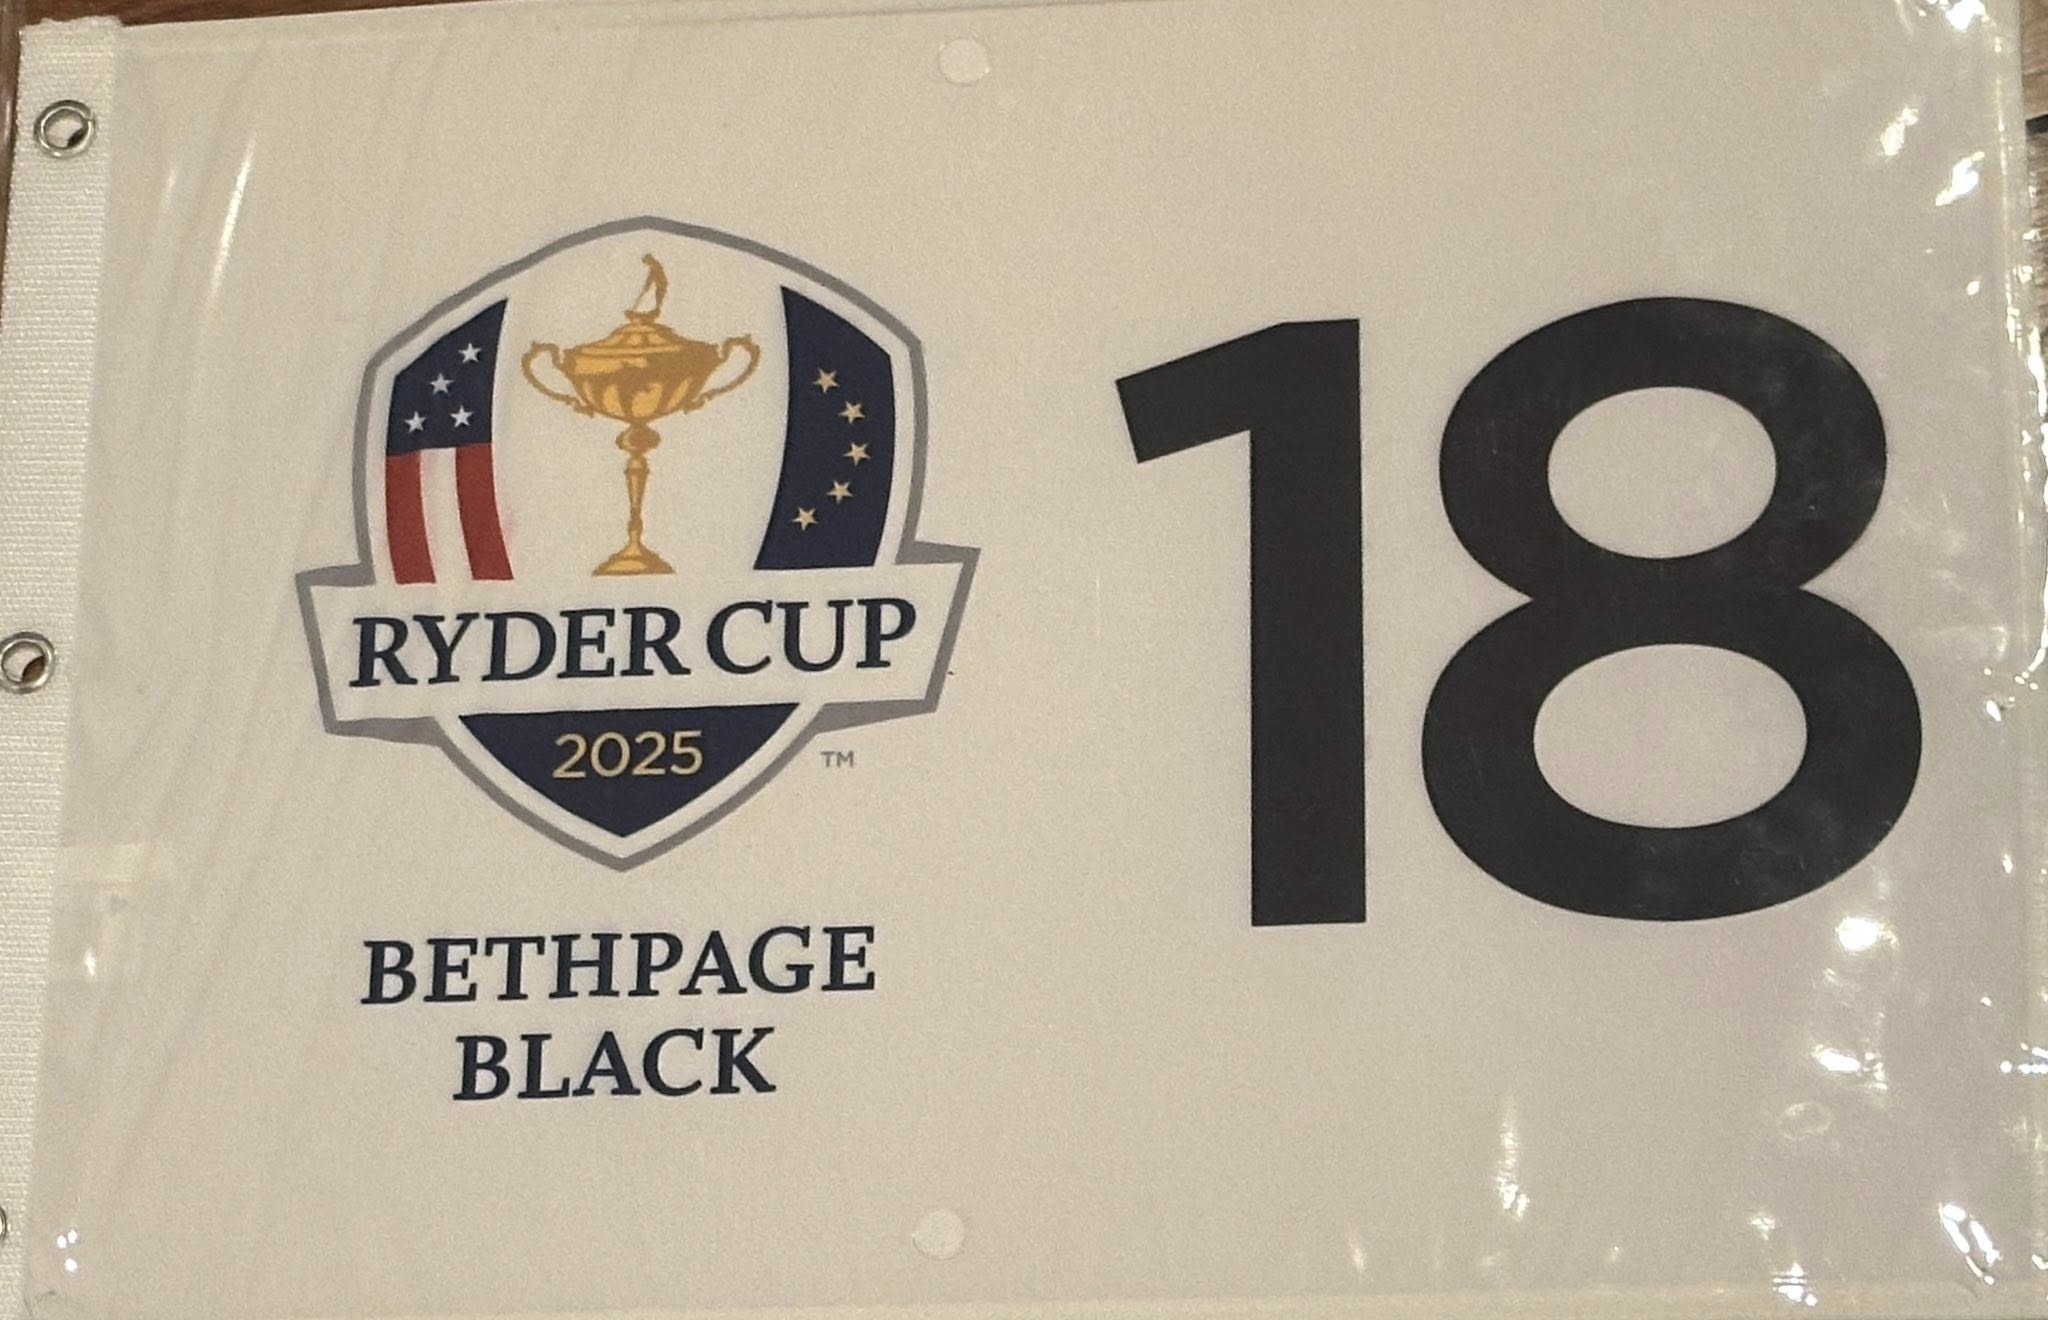 RYDER CUP
2025
TM
BETHPAGE
BLACK
18